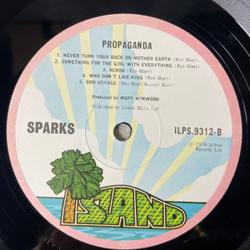 PROPAGANDA
1. NEVER TURN YOUR BACK ON MOTHER EARTH (Ron Mael)
2. SOMETHING FOR THE GIRL WITH EVERYTHING (Ron Mael)
3. ACHOO (Ron Mael)
4. WHO DON'T LIKE KIDS (Ron Mael)
5. BON VOYAGE (Ron Mael Russell Mael)
Produced by MUFF WINWOOD
Published by Island Music Ltd
SPARKS
ILPS.9312-B
℗ 1974 Island
Records Ltd
ISLAND